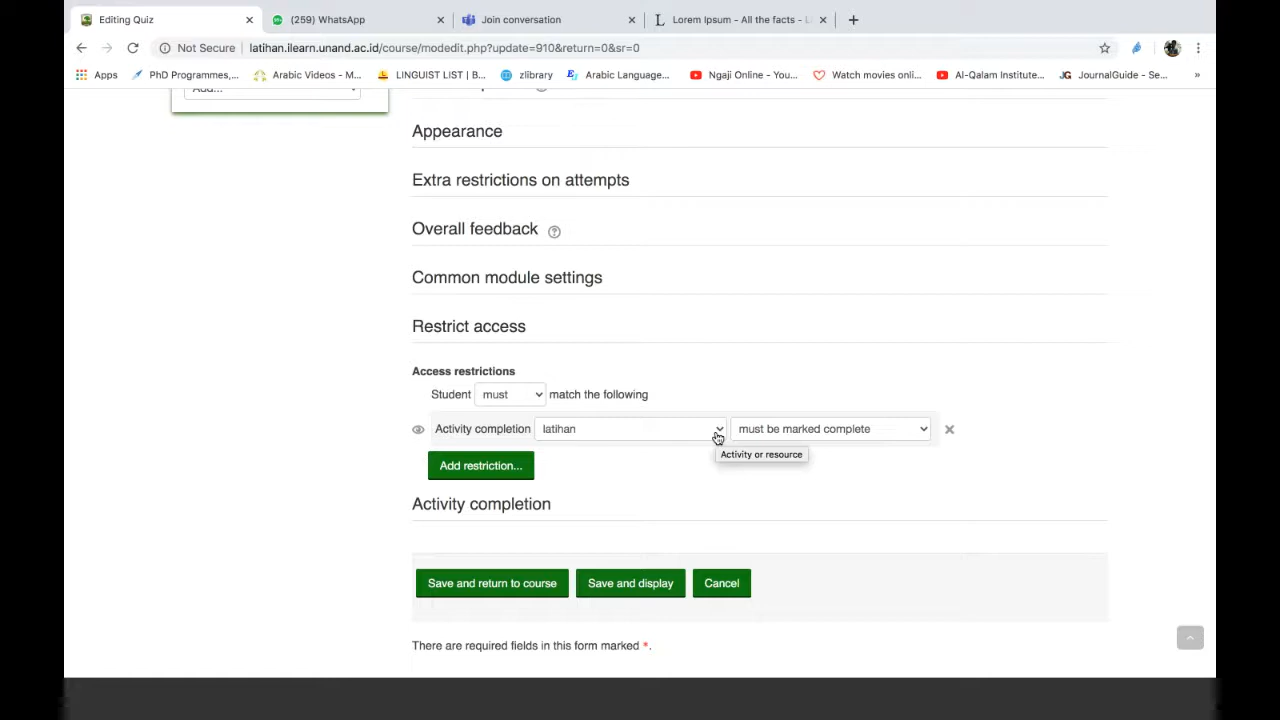 Editing Quiz
(259) WhatsApp
Join conversation
Lorem Ipsum - All the facts - L
Not Secure
latihan.ilearn.unand.ac.id/course/modedit.php?update=910&return=0&sr=0
Apps
PhD Programmes,...
Arabic Videos - M...
LINGUIST LIST | B...
zlibrary
Arabic Language...
Ngaji Online - You...
Watch movies onli...
Al-Qalam Institute...
JournalGuide - Se...
»
Add...
Appearance
Extra restrictions on attempts
Overall feedback
Common module settings
Restrict access
Access restrictions
Student must match the following
Activity completion latihan must be marked complete
Activity or resource
Add restriction...
Activity completion
Save and return to course Save and display Cancel
There are required fields in this form marked *.